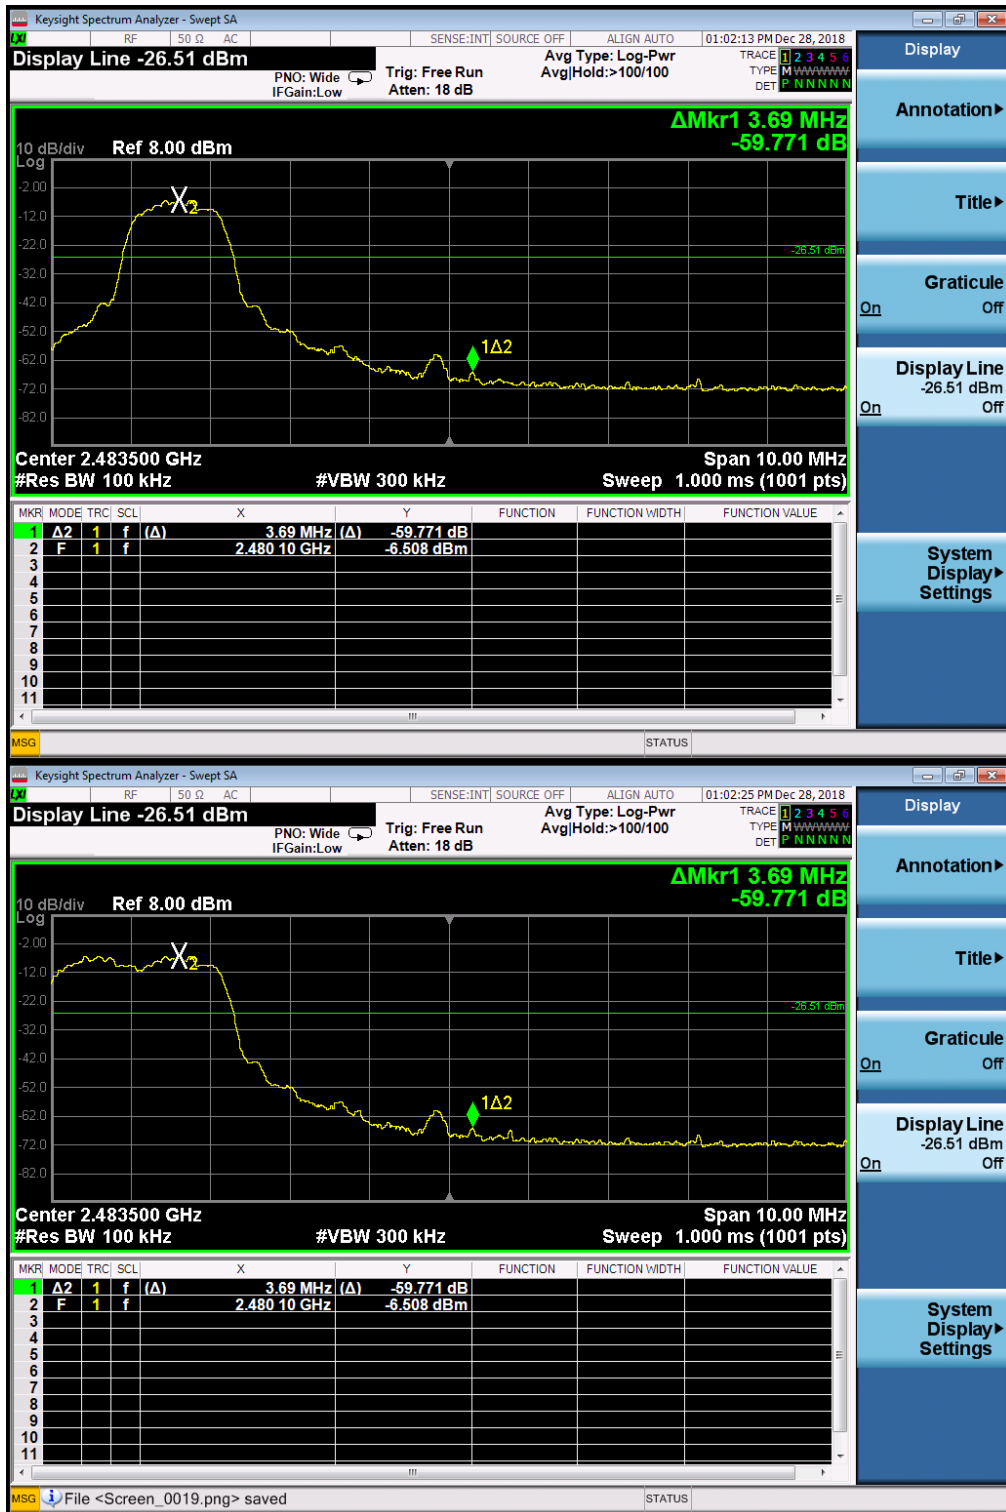 Keysight Spectrum Analyzer - Swept SA
LXI RF 50 Ω AC SENSE:INT SOURCE OFF ALIGN AUTO 01:02:13 PM Dec 28, 2018
Display Line -26.51 dBm
PNO: Wide
IFGain:Low
Trig: Free Run
Atten: 18 dB
Avg Type: Log-Pwr
Avg|Hold:>100/100
TRACE 1 2 3 4 5 6
TYPE M WWWWW
DET P N N N N N
ΔMkr1 3.69 MHz
-59.771 dB
10 dB/div Ref 8.00 dBm
Log
-2.00
-12.0
-22.0
-32.0
-42.0
-52.0
-62.0
-72.0
-82.0
X2
-26.51 dBm
1Δ2
Center 2.483500 GHz Span 10.00 MHz
#Res BW 100 kHz #VBW 300 kHz Sweep 1.000 ms (1001 pts)
MKR MODE TRC SCL X Y FUNCTION FUNCTION WIDTH FUNCTION VALUE
1 Δ2 1 f (Δ) 3.69 MHz (Δ) -59.771 dB
2 F 1 f 2.480 10 GHz -6.508 dBm
3
4
5
6
7
8
9
10
11
MSG STATUS
Display
Annotation
Title
Graticule
On Off
Display Line
-26.51 dBm
On Off
System
Display
Settings
Keysight Spectrum Analyzer - Swept SA
LXI RF 50 Ω AC SENSE:INT SOURCE OFF ALIGN AUTO 01:02:25 PM Dec 28, 2018
Display Line -26.51 dBm
PNO: Wide
IFGain:Low
Trig: Free Run
Atten: 18 dB
Avg Type: Log-Pwr
Avg|Hold:>100/100
TRACE 1 2 3 4 5 6
TYPE M WWWWW
DET P N N N N N
ΔMkr1 3.69 MHz
-59.771 dB
10 dB/div Ref 8.00 dBm
Log
-2.00
-12.0
-22.0
-32.0
-42.0
-52.0
-62.0
-72.0
-82.0
X2
-26.51 dBm
1Δ2
Center 2.483500 GHz Span 10.00 MHz
#Res BW 100 kHz #VBW 300 kHz Sweep 1.000 ms (1001 pts)
MKR MODE TRC SCL X Y FUNCTION FUNCTION WIDTH FUNCTION VALUE
1 Δ2 1 f (Δ) 3.69 MHz (Δ) -59.771 dB
2 F 1 f 2.480 10 GHz -6.508 dBm
3
4
5
6
7
8
9
10
11
MSG File <Screen_0019.png> saved STATUS
Display
Annotation
Title
Graticule
On Off
Display Line
-26.51 dBm
On Off
System
Display
Settings